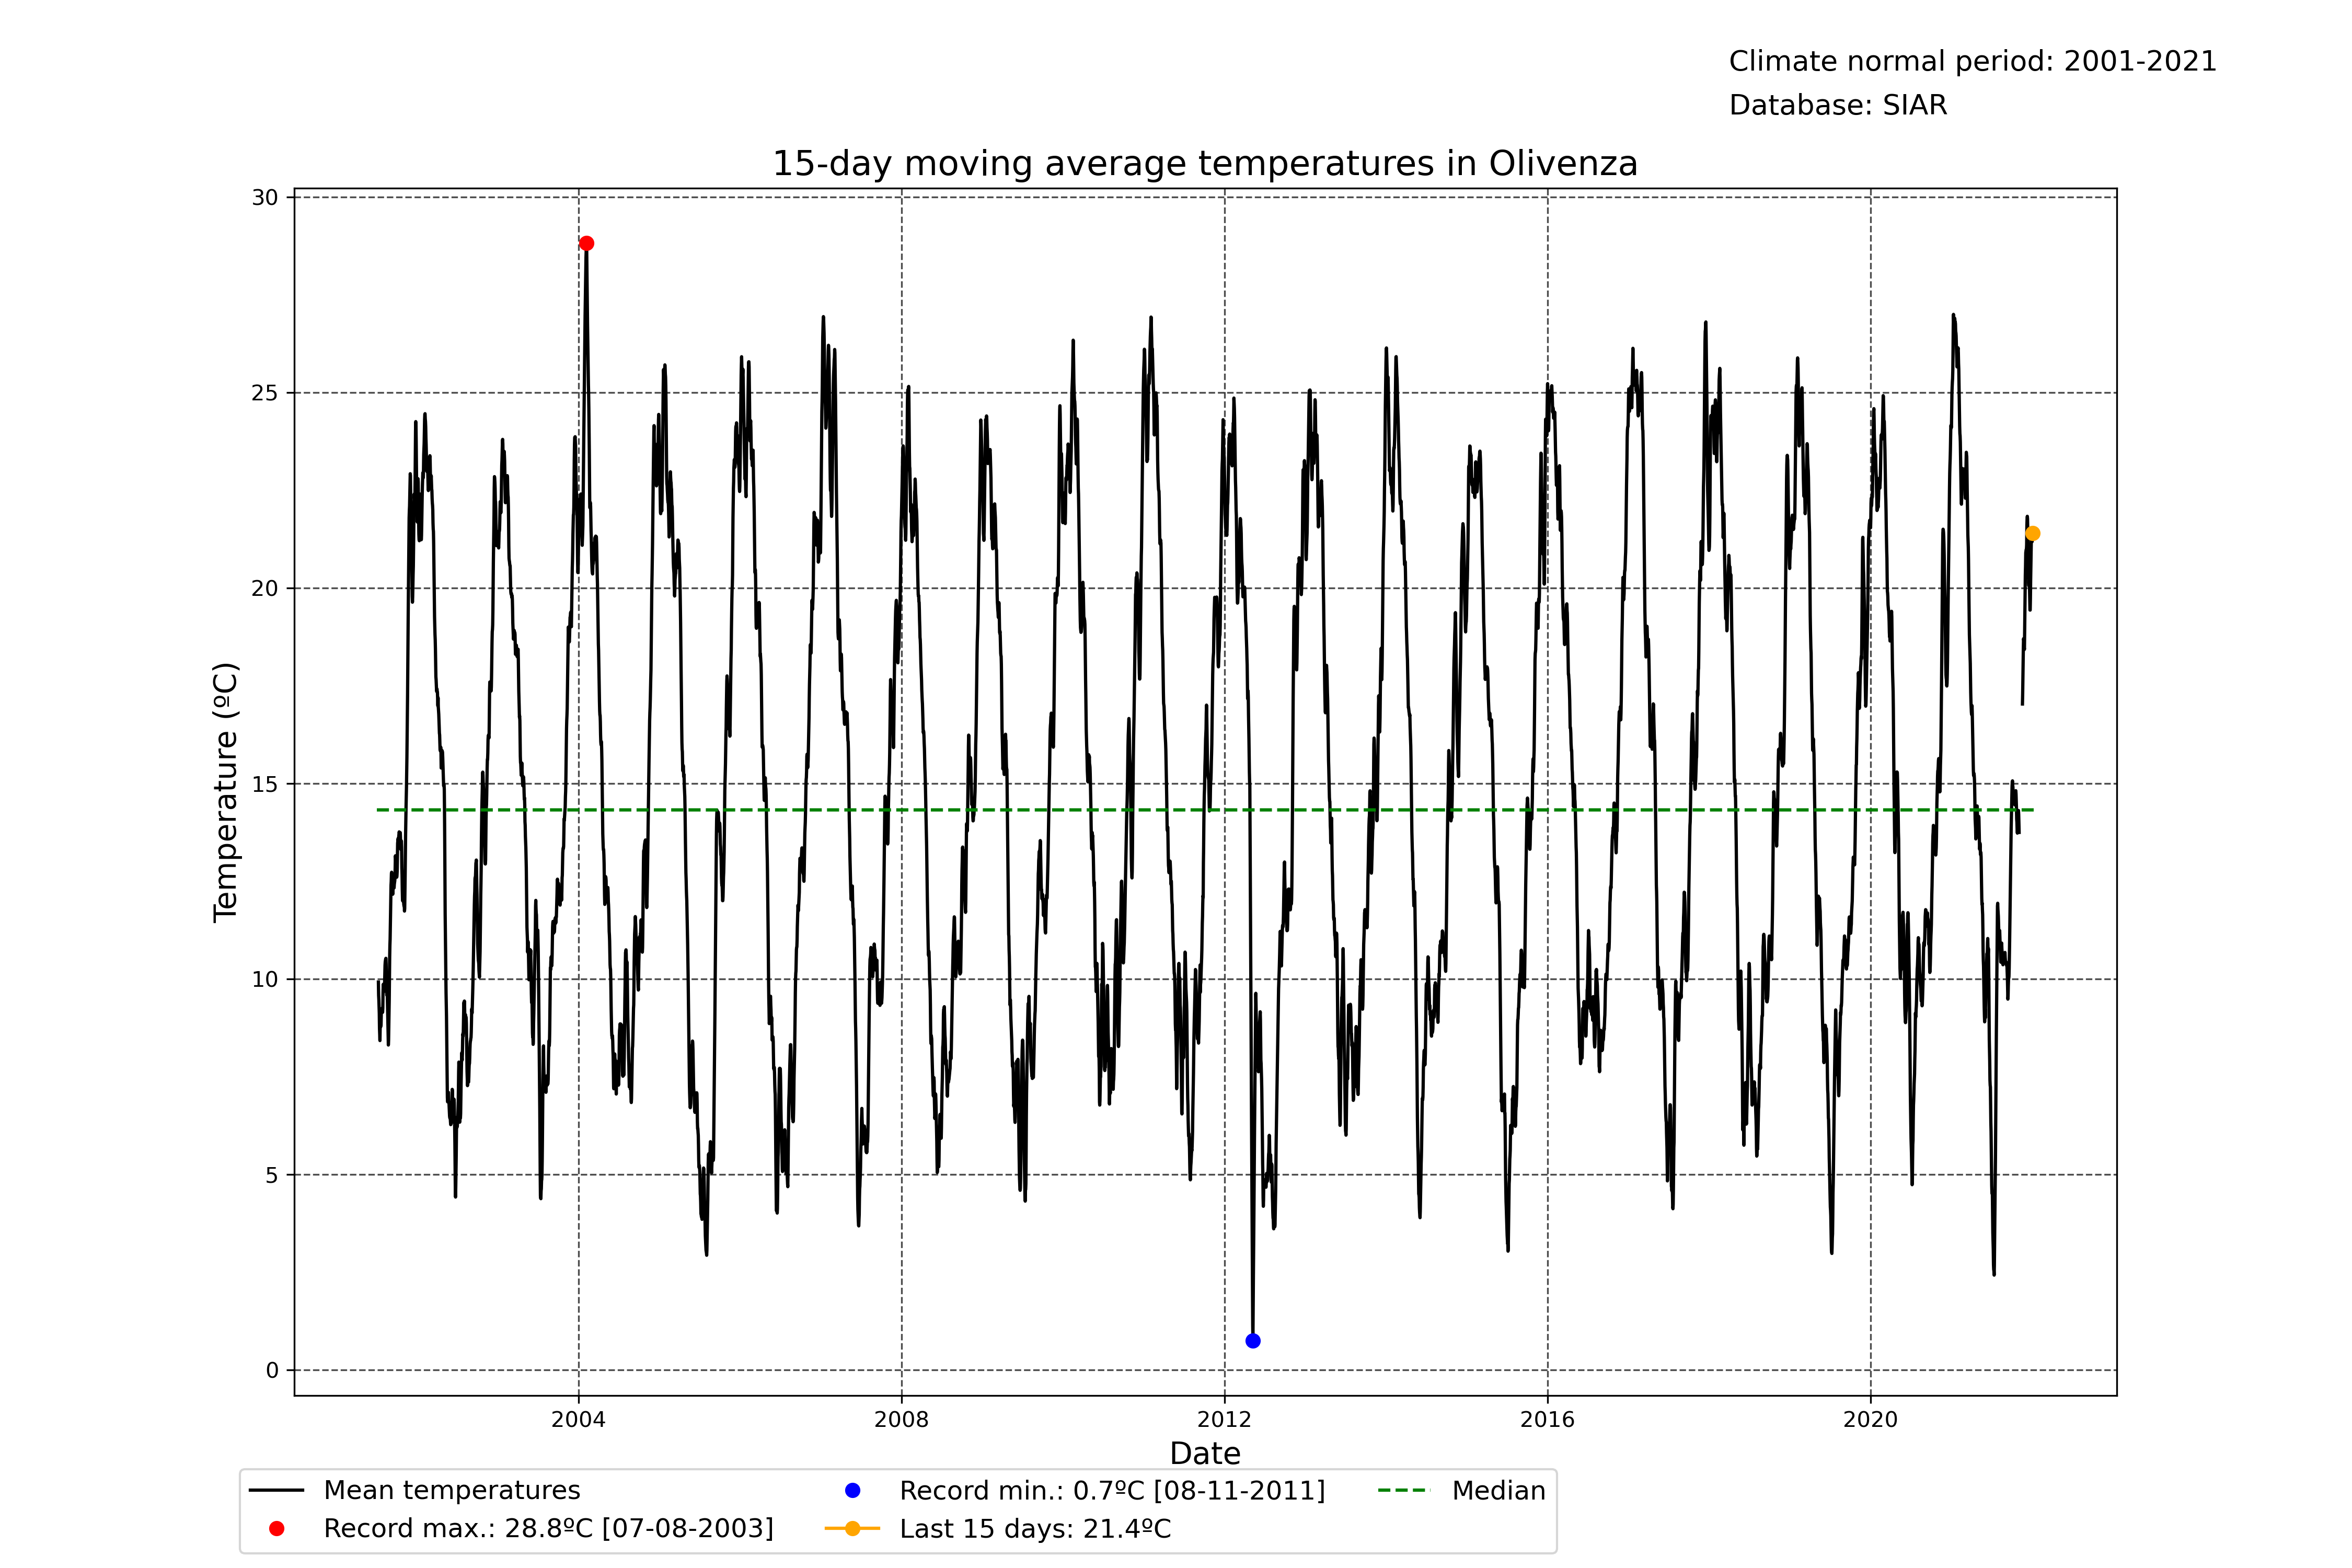 Climate normal period: 2001-2021
Database: SIAR
15-day moving average temperatures in Olivenza
30
25
20
15
10
5
0
Temperature (ºC)
2004 2008 2012 2016 2020
Date
Mean temperatures
Record max.: 28.8ºC [07-08-2003]
Record min.: 0.7ºC [08-11-2011]
Last 15 days: 21.4ºC
Median